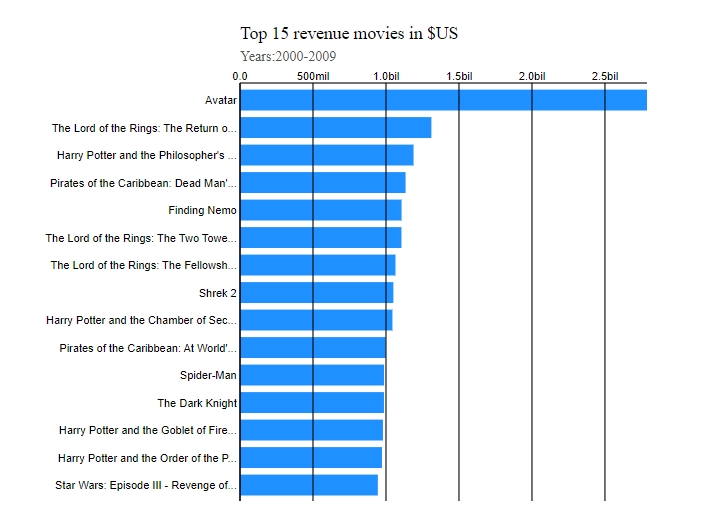 Top 15 revenue movies in $US
Years:2000-2009
0.0 500mil 1.0bil 1.5bil 2.0bil 2.5bil
Avatar
The Lord of the Rings: The Return o...
Harry Potter and the Philosopher's ...
Pirates of the Caribbean: Dead Man'...
Finding Nemo
The Lord of the Rings: The Two Towe...
The Lord of the Rings: The Fellowsh...
Shrek 2
Harry Potter and the Chamber of Sec...
Pirates of the Caribbean: At World'...
Spider-Man
The Dark Knight
Harry Potter and the Goblet of Fire...
Harry Potter and the Order of the P...
Star Wars: Episode III - Revenge of...